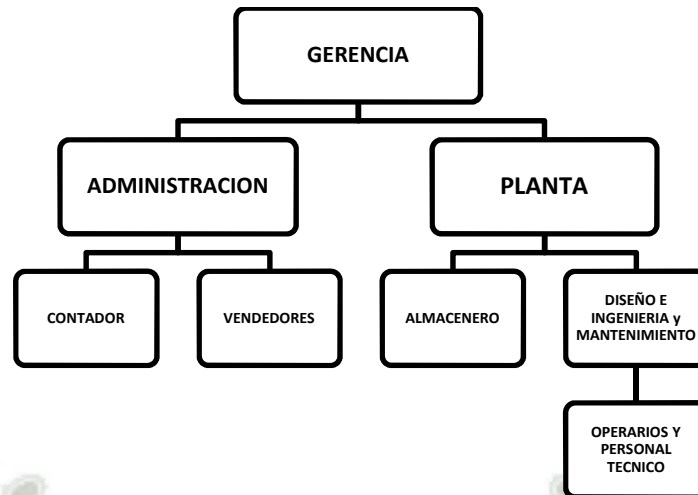 GERENCIA
ADMINISTRACION
PLANTA
CONTADOR
VENDEDORES
ALMACENERO
DISEÑO E
INGENIERIA y
MANTENIMIENTO
OPERARIOS Y
PERSONAL
TECNICO